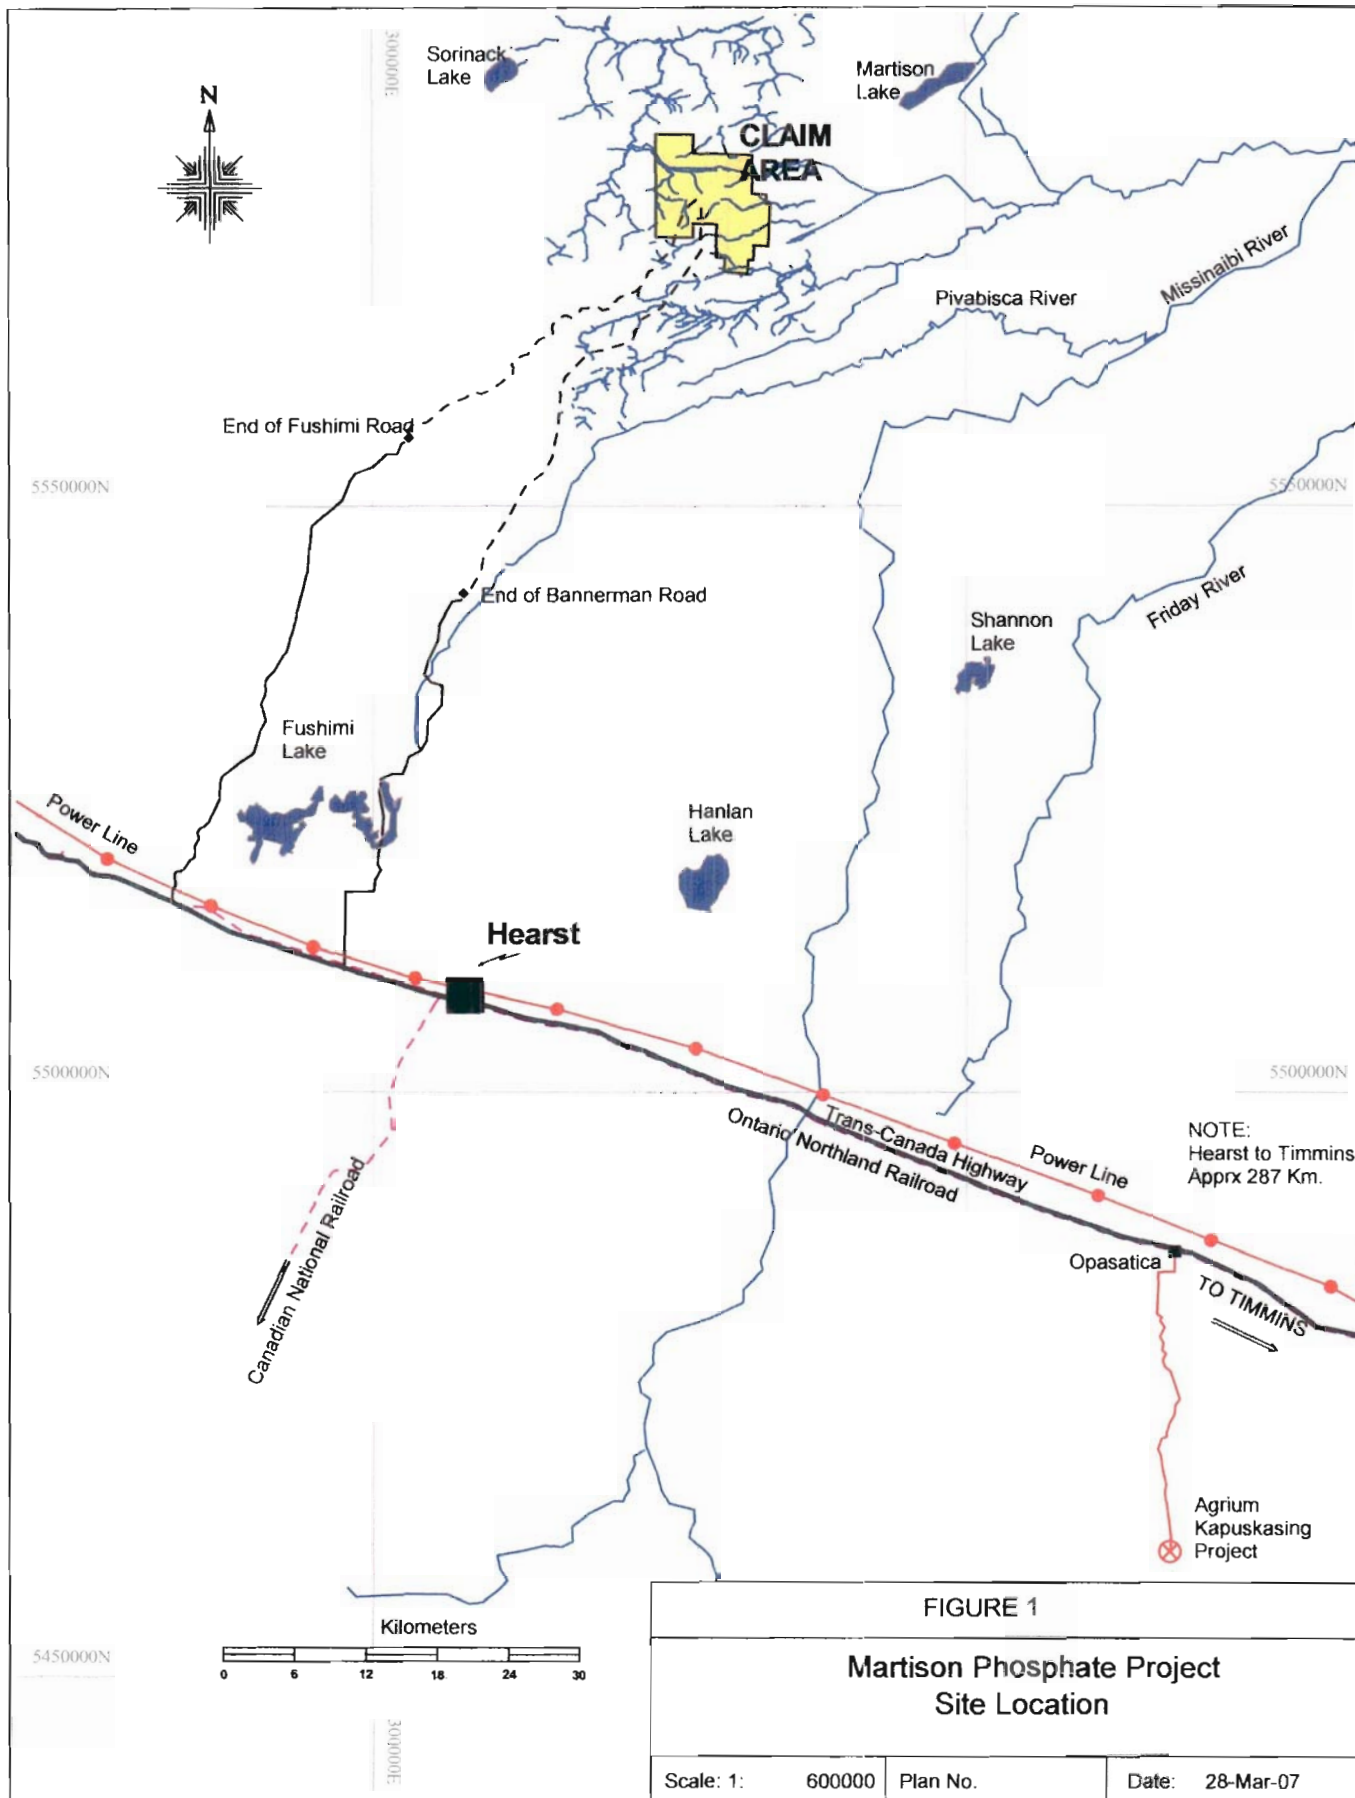 300000E
Sorinack
Lake
Martison
Lake
N
CLAIM
AREA
Missinaibi River
Pivabisca River
End of Fushimi Road
5550000N
5550000N
End of Bannerman Road
Friday River
Shannon
Lake
Fushimi
Lake
Power Line
Hanlan
Lake
Hearst
5500000N
5500000N
Trans-Canada Highway
Ontario Northland Railroad
Power Line
NOTE:
Hearst to Timmins
Apprx 287 Km.
Canadian National Railroad
Opasatica
TO TIMMINS
Agrium
Kapuskasing
Project
Kilometers
0 6 12 18 24 30
5450000N
300000E
FIGURE 1
Martison Phosphate Project
Site Location
Scale: 1: 600000
Plan No.
Date: 28-Mar-07